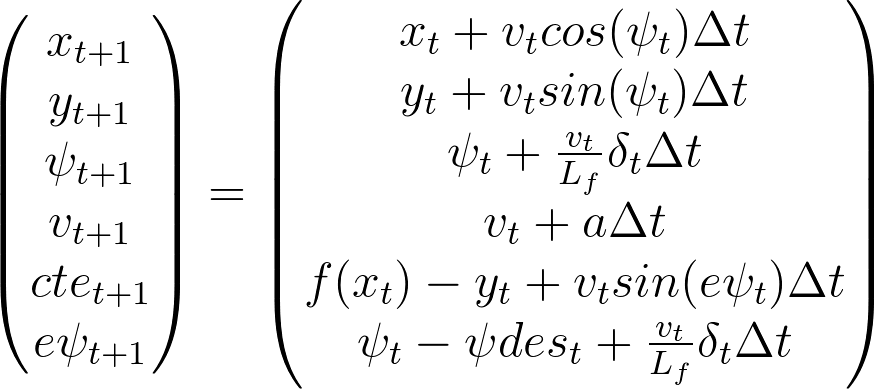 x_{t+1} = x_t + v_t cos(ψ_t)Δt
y_{t+1} = y_t + v_t sin(ψ_t)Δt
ψ_{t+1} = ψ_t + \frac{v_t}{L_f} δ_t Δt
v_{t+1} = v_t + aΔt
cte_{t+1} = f(x_t) − y_t + v_t sin(eψ_t)Δt
eψ_{t+1} = ψ_t − ψdes_t + \frac{v_t}{L_f} δ_t Δt